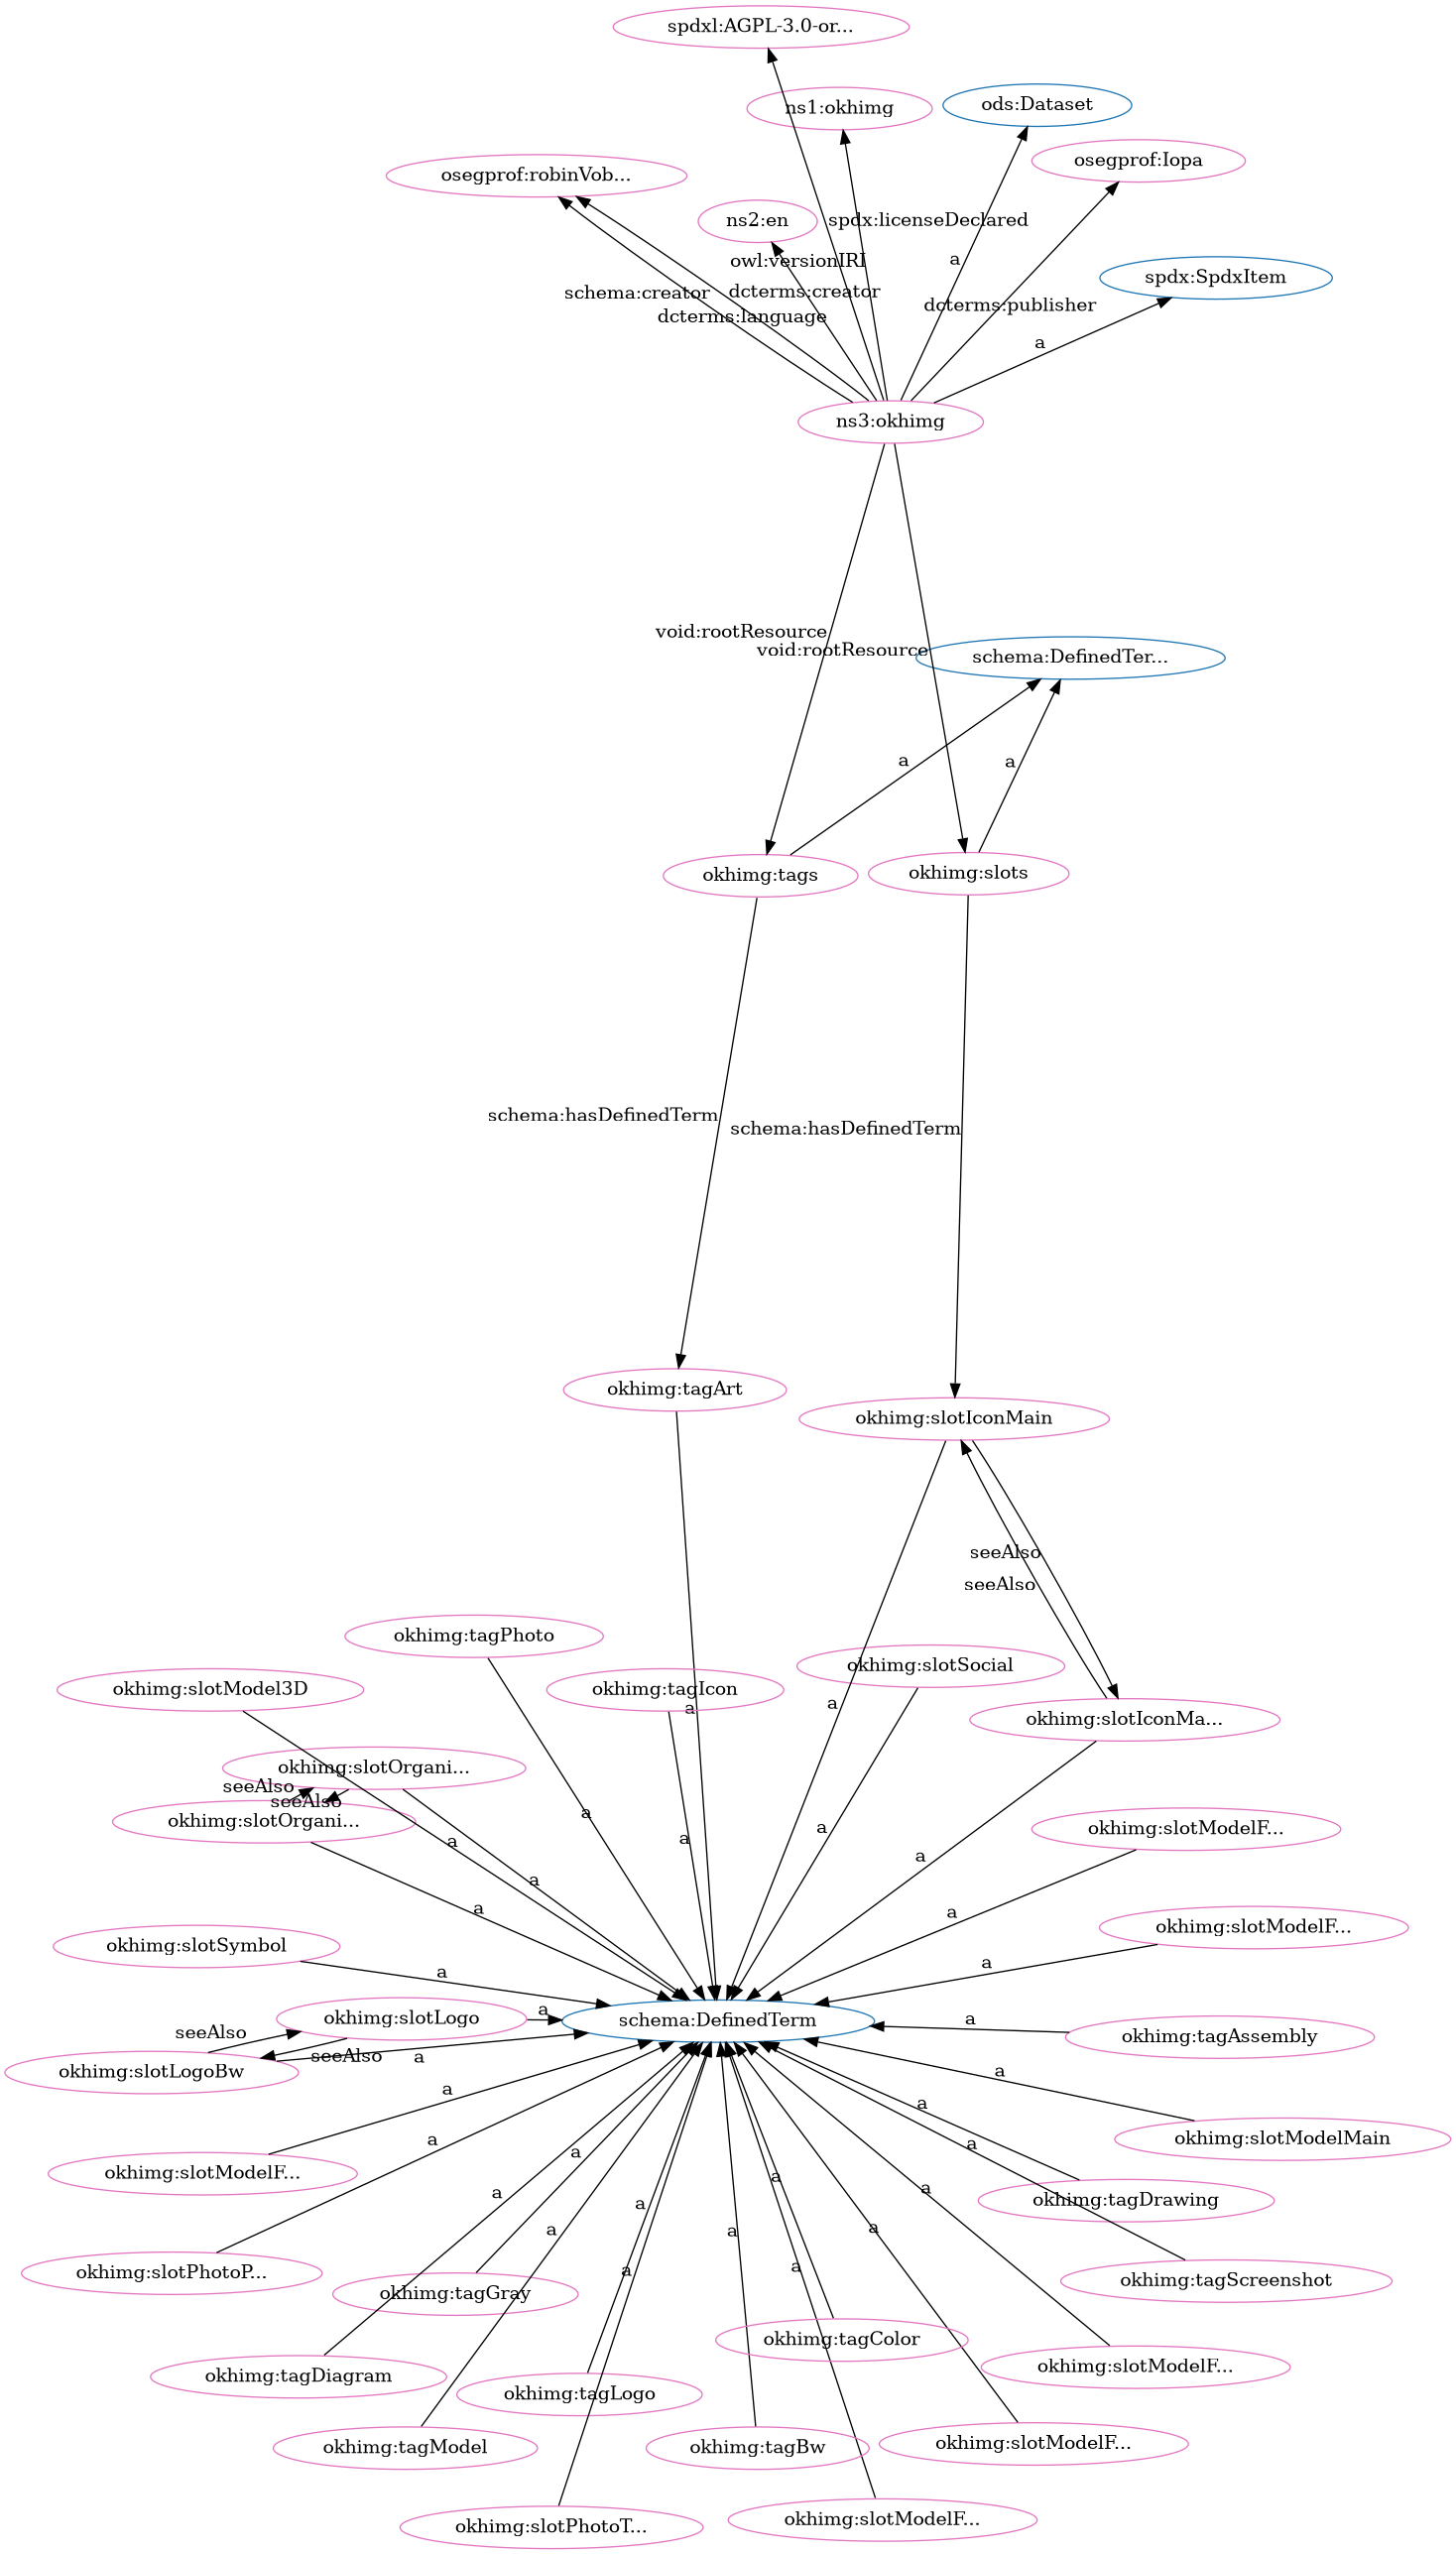 spdxl:AGPL-3.0-or...
ns1:okhimg
ods:Dataset
osegprof:Iopa
osegprof:robinVob...
ns2:en
spdx:licenseDeclared
owl:versionIRI
a
spdx:SpdxItem
schema:creator
dcterms:creator
dcterms:publisher
dcterms:language
a
ns3:okhimg
void:rootResource
void:rootResource
schema:DefinedTer...
a
a
okhimg:tags
okhimg:slots
schema:hasDefinedTerm
schema:hasDefinedTerm
okhimg:tagArt
okhimg:slotIconMain
seeAlso
seeAlso
okhimg:tagPhoto
okhimg:slotSocial
okhimg:slotModel3D
okhimg:tagIcon
a
a
okhimg:slotIconMa...
okhimg:slotOrgani...
seeAlso
seeAlso
okhimg:slotOrgani...
a
a
a
a
okhimg:slotModelF...
a
a
a
a
okhimg:slotModelF...
okhimg:slotSymbol
a
a
a
okhimg:slotLogo
a
schema:DefinedTerm
a
okhimg:tagAssembly
seeAlso
seeAlso
a
okhimg:slotLogoBw
a
a
okhimg:slotModelMain
a
a
a
a
okhimg:slotModelF...
a
a
okhimg:tagDrawing
a
a
a
a
a
okhimg:slotPhotoP...
a
a
okhimg:tagScreenshot
okhimg:tagGray
okhimg:tagColor
okhimg:slotModelF...
okhimg:tagDiagram
okhimg:tagLogo
okhimg:tagModel
okhimg:tagBw
okhimg:slotModelF...
okhimg:slotPhotoT...
okhimg:slotModelF...